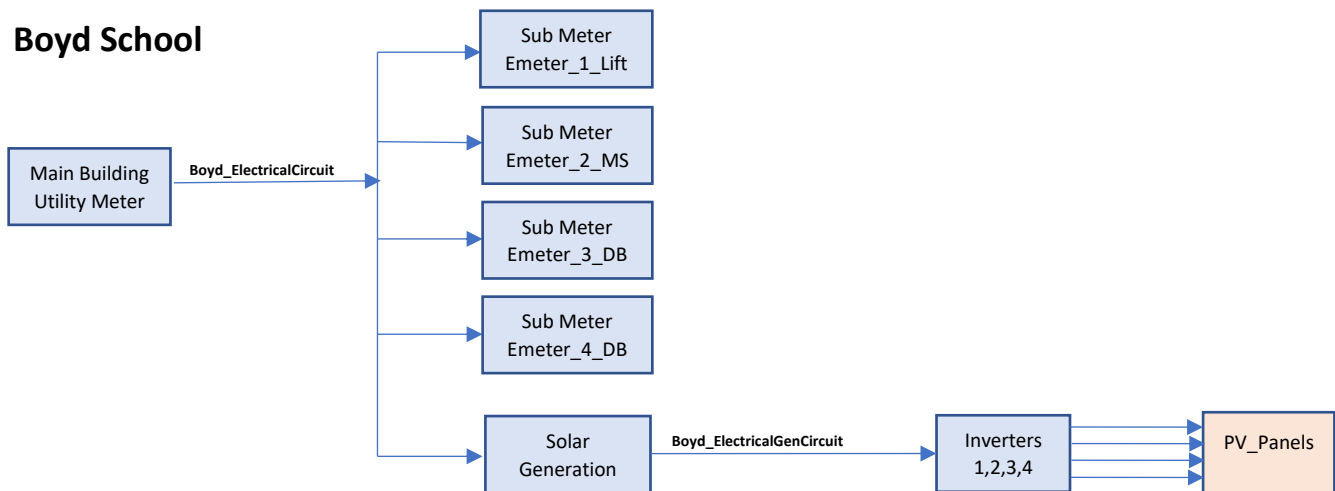 Boyd School
Sub Meter
Emeter_1_Lift
Sub Meter
Emeter_2_MS
Main Building
Utility Meter
Boyd_ElectricalCircuit
Sub Meter
Emeter_3_DB
Sub Meter
Emeter_4_DB
Solar
Generation
Boyd_ElectricalGenCircuit
Inverters
1,2,3,4
PV_Panels